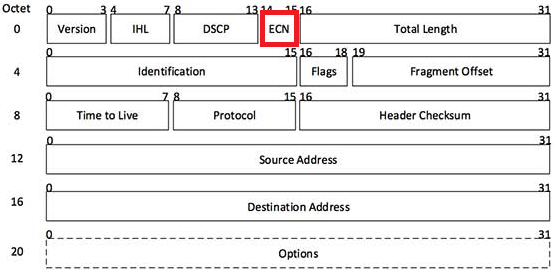 Octet 0 3 4 7 8 13 14 15 16 31
0 Version IHL DSCP ECN Total Length
0 15 16 18 19 31
4 Identification Flags Fragment Offset
0 7 8 15 16 31
8 Time to Live Protocol Header Checksum
0 31
12 Source Address
0 31
16 Destination Address
0 31
20 Options